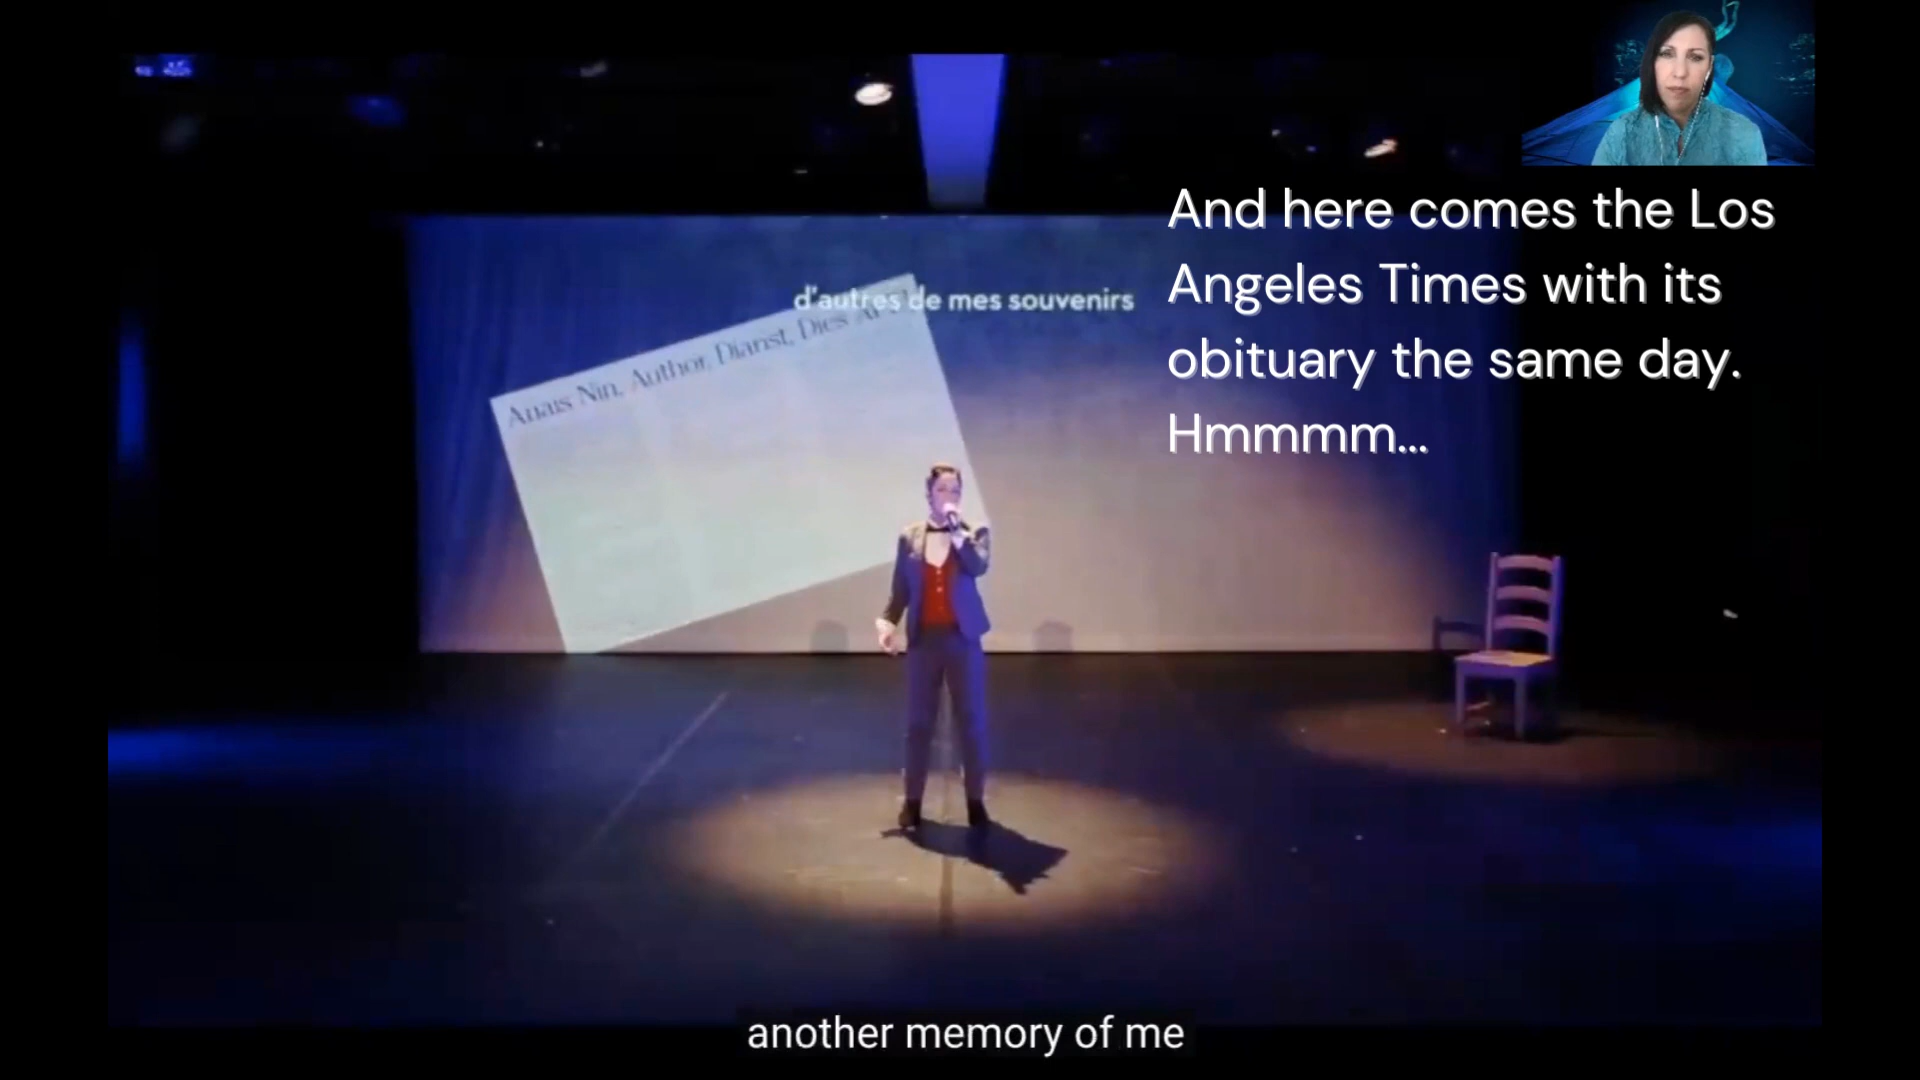 And here comes the Los
Angeles Times with its
obituary the same day.
Hmmmm...
d'autres de mes souvenirs
Anais Nin, Author, Diarist, Dies At
another memory of me